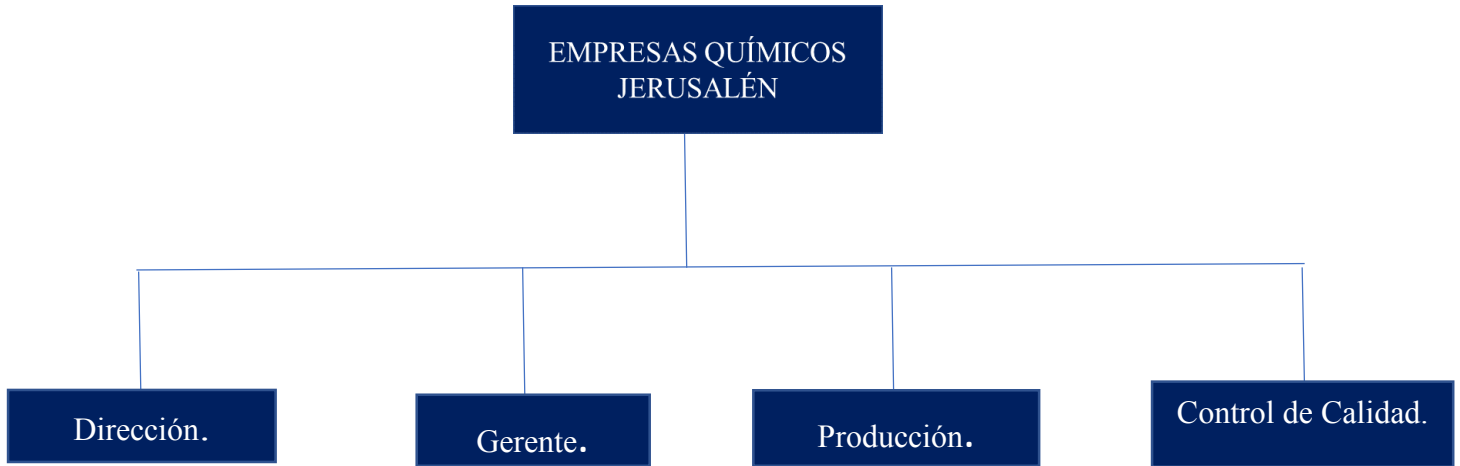 EMPRESAS QUÍMICOS
JERUSALÉN
Dirección.
Gerente.
Producción.
Control de Calidad.